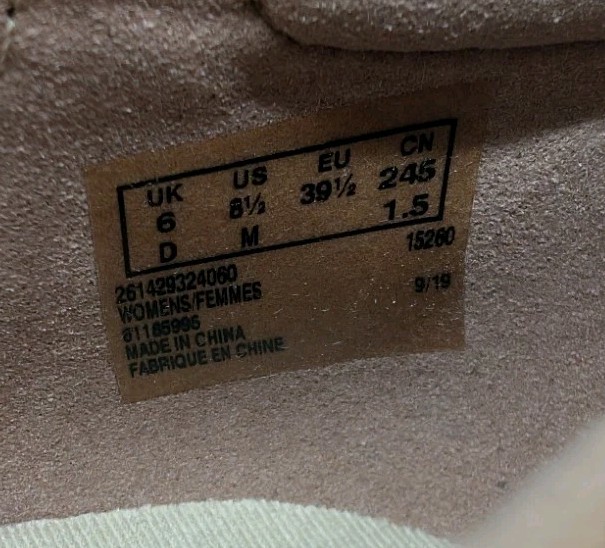 UK US EU CN
6 8½ 39½ 245
D M 1.5
261429324060 15260
WOMENS/FEMMES 9/19
61165995
MADE IN CHINA
FABRIQUE EN CHINE